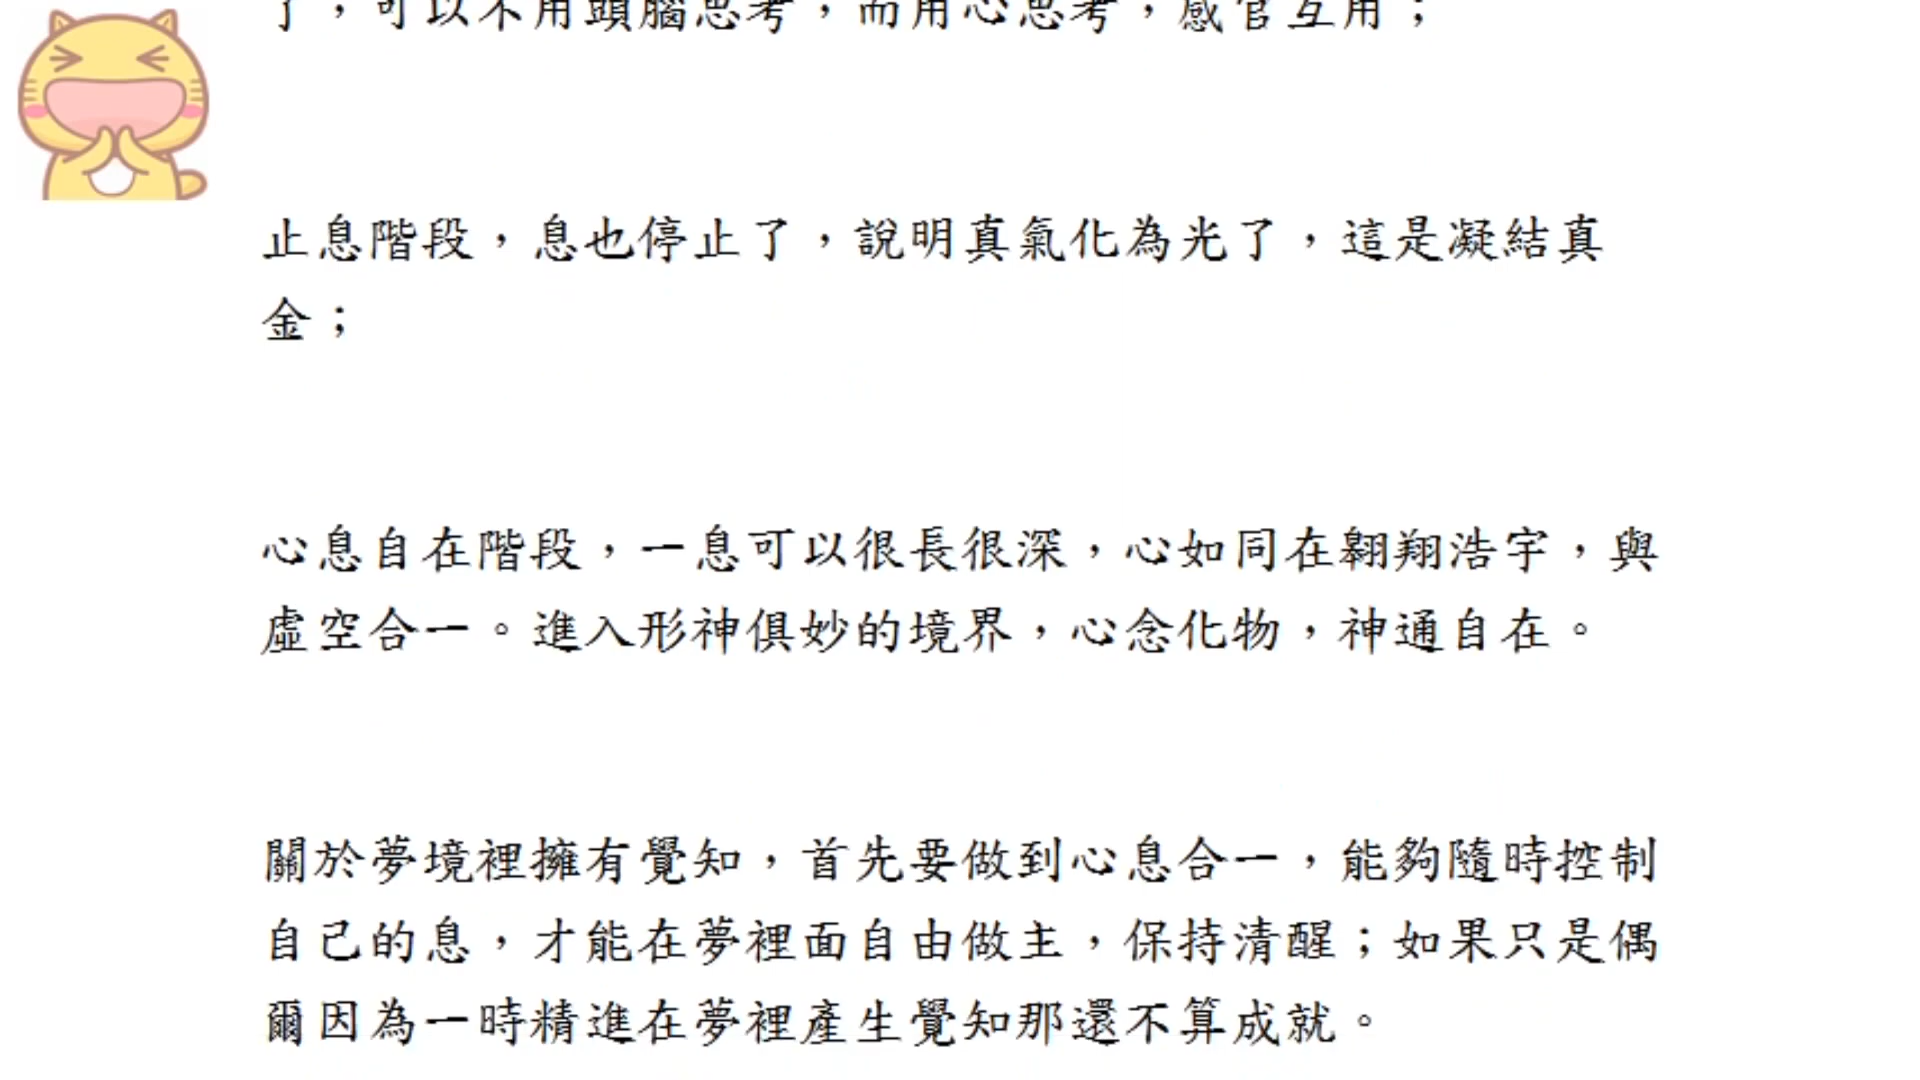 了，可以不用頭腦思考，而用心思考，感官互用；
止息階段，息也停止了，說明真氣化為光了，這是凝結真
金；
心息自在階段，一息可以很長很深，心如同在翱翔浩宇，與
虛空合一。進入形神俱妙的境界，心念化物，神通自在。
關於夢境裡擁有覺知，首先要做到心息合一，能夠隨時控制
自己的息，才能在夢裡面自由做主，保持清醒；如果只是偶
爾因為一時精進在夢裡產生覺知那還不算成就。